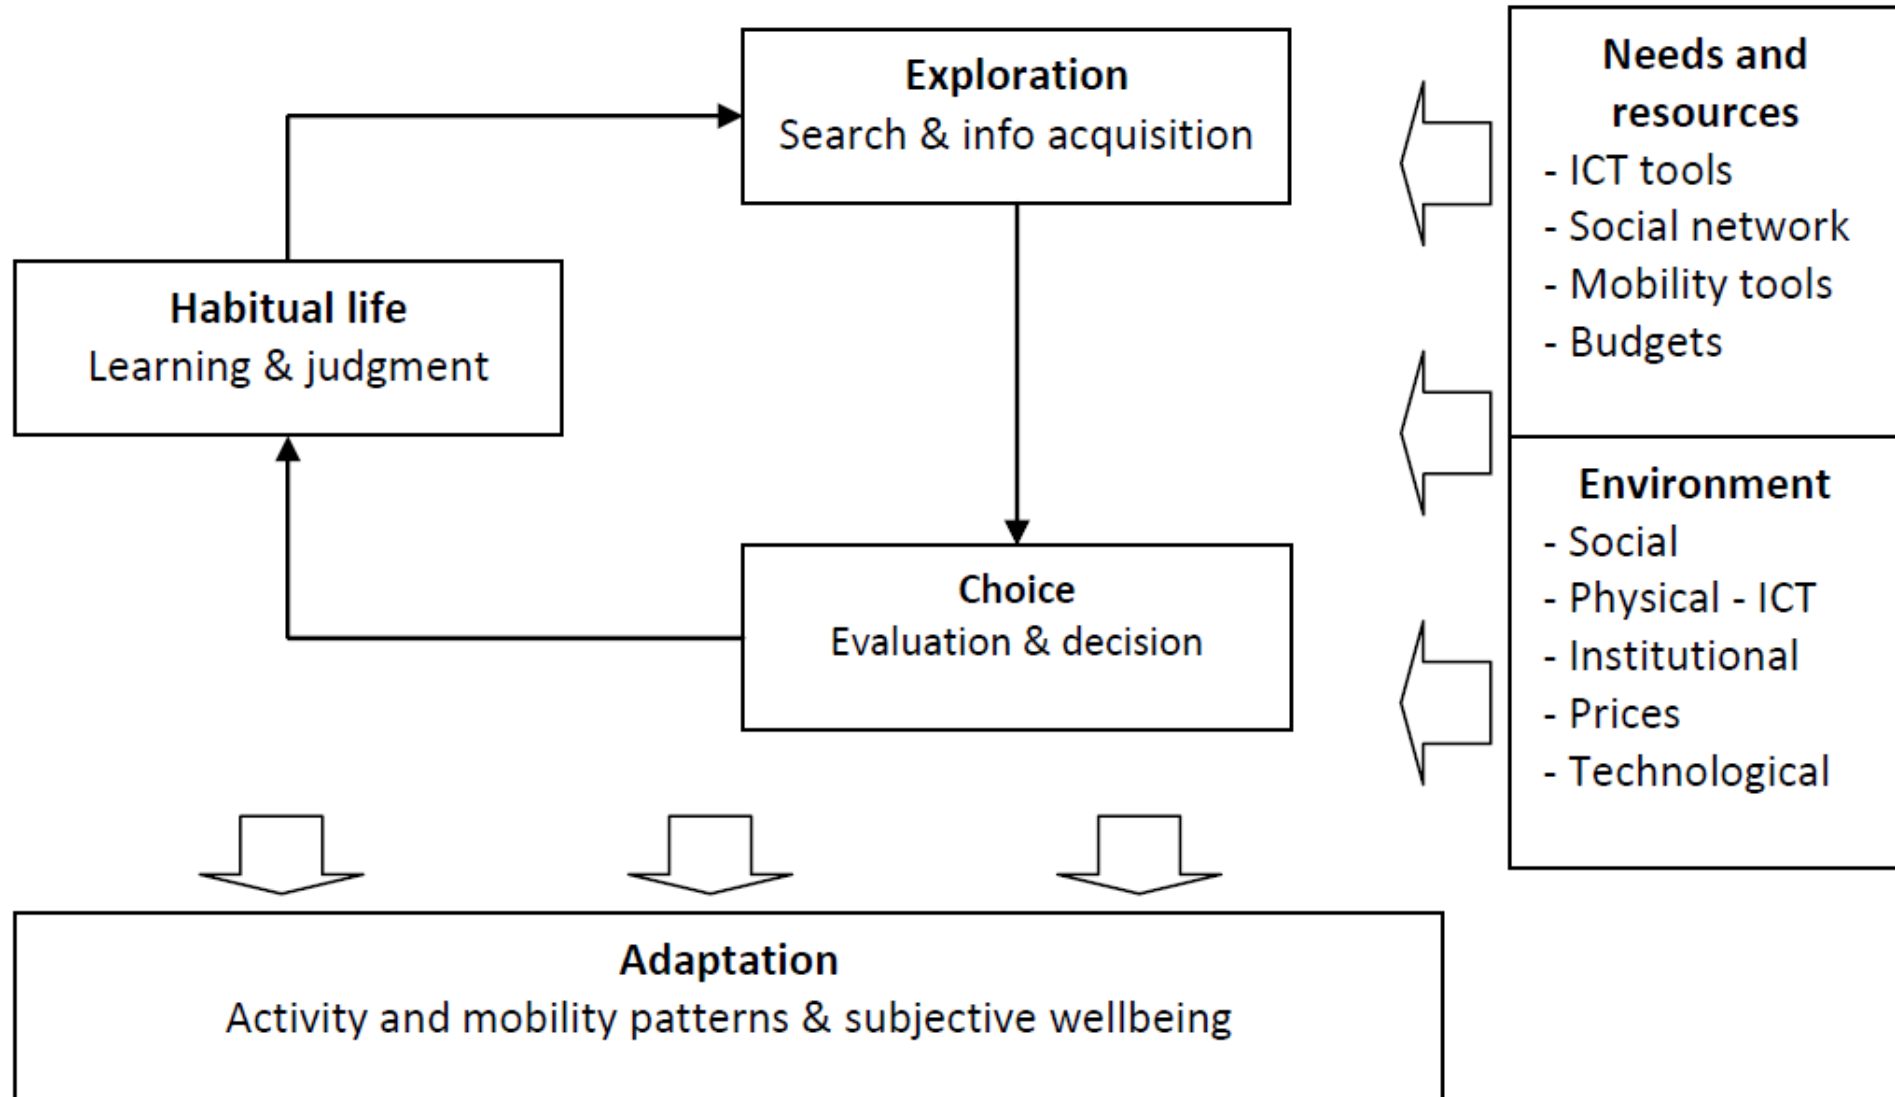 Exploration
Search & info acquisition
Habitual life
Learning & judgment
Choice
Evaluation & decision
Needs and
resources
- ICT tools
- Social network
- Mobility tools
- Budgets
Environment
- Social
- Physical - ICT
- Institutional
- Prices
- Technological
Adaptation
Activity and mobility patterns & subjective wellbeing